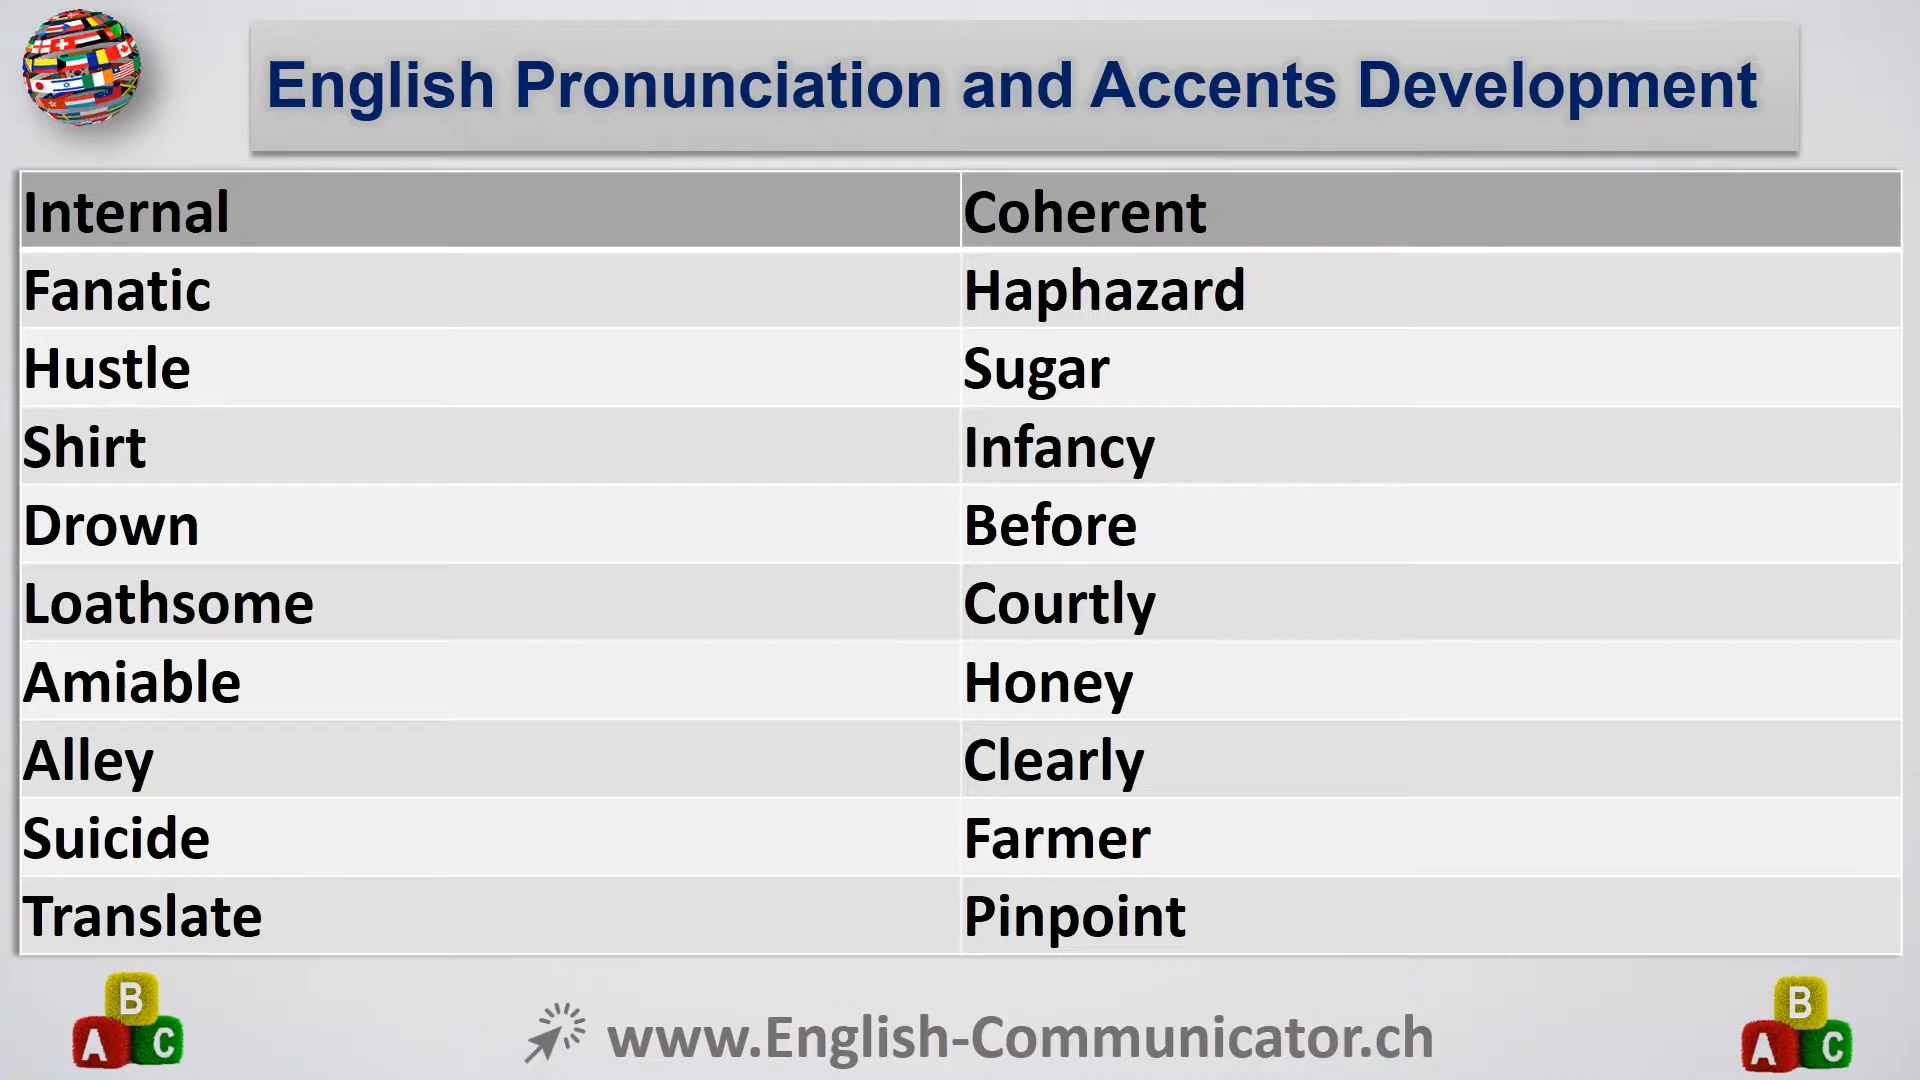 English Pronunciation and Accents Development
Internal Coherent
Fanatic Haphazard
Hustle Sugar
Shirt Infancy
Drown Before
Loathsome Courtly
Amiable Honey
Alley Clearly
Suicide Farmer
Translate Pinpoint
B
A C
www.English-Communicator.ch
B
A C